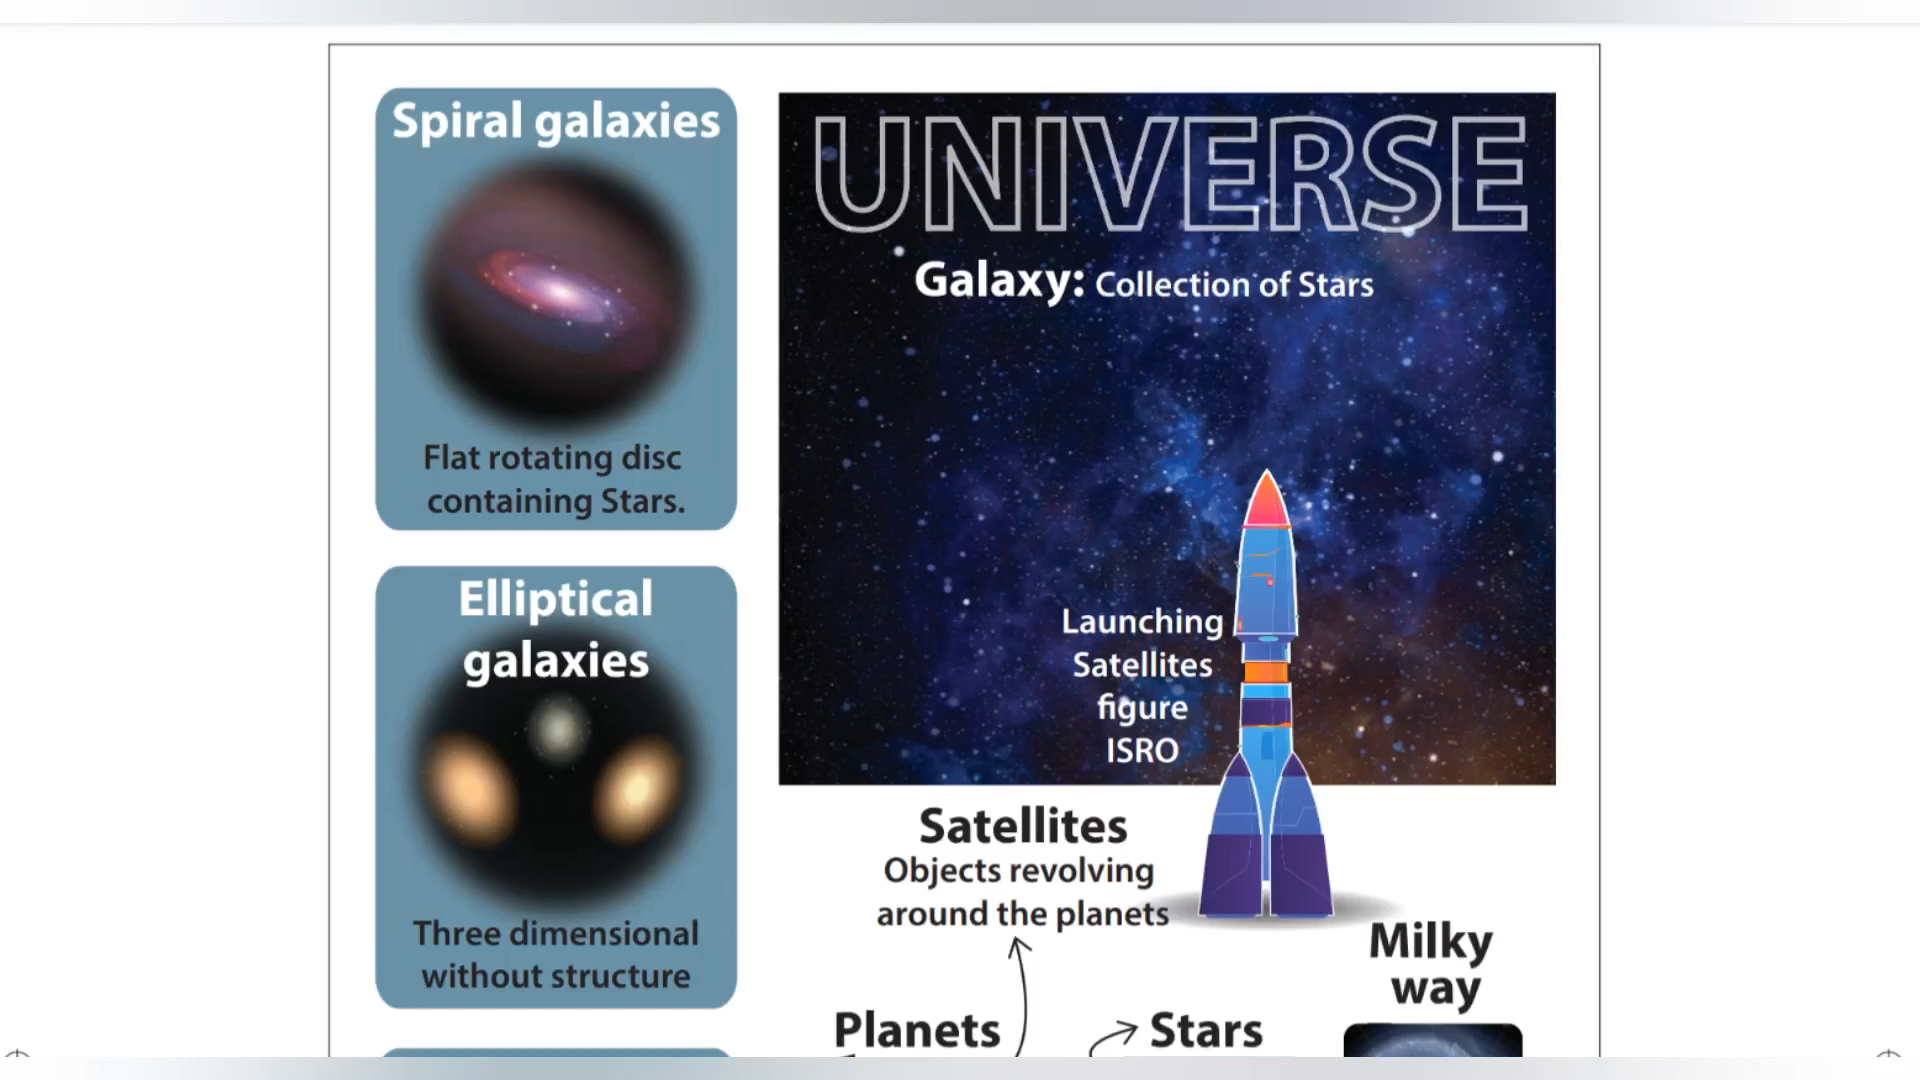 Spiral galaxies
Flat rotating disc
containing Stars.
Elliptical
galaxies
Three dimensional
without structure
UNIVERSE
Galaxy: Collection of Stars
Launching
Satellites
figure
ISRO
Satellites
Objects revolving
around the planets
Milky
way
Planets
Stars